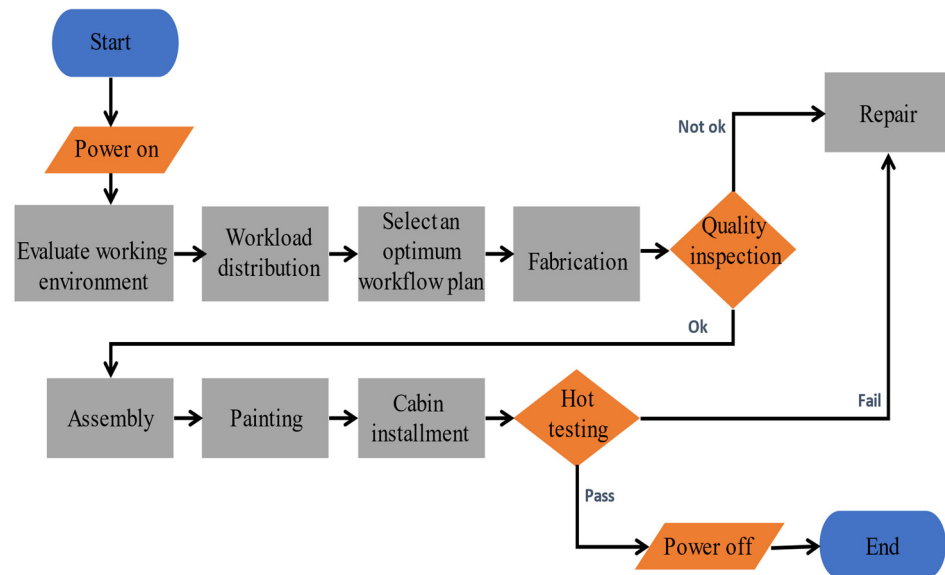 Start
Power on
Evaluate working
environment
Workload
distribution
Select an
optimum
workflow plan
Fabrication
Quality
inspection
Not ok
Repair
Ok
Assembly
Painting
Cabin
installment
Hot
testing
Fail
Pass
Power off
End